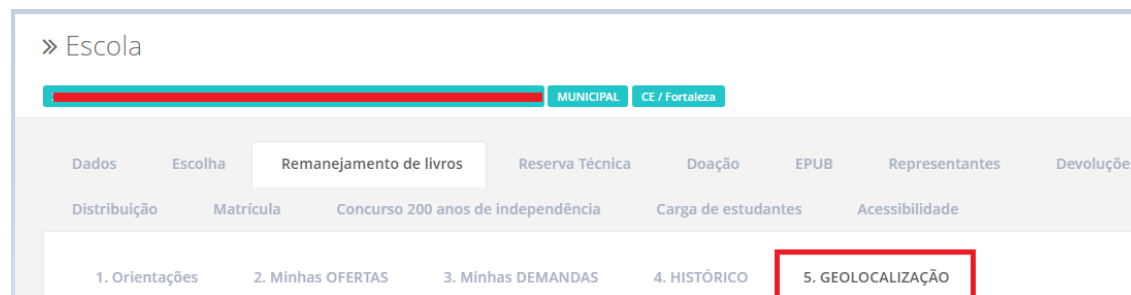 » Escola
MUNICIPAL CE / Fortaleza
Dados Escolha Remanejamento de livros Reserva Técnica Doação EPUB Representantes Devoluções
Distribuição Matrícula Concurso 200 anos de independência Carga de estudantes Acessibilidade
1. Orientações 2. Minhas OFERTAS 3. Minhas DEMANDAS 4. HISTÓRICO 5. GEOLOCALIZAÇÃO